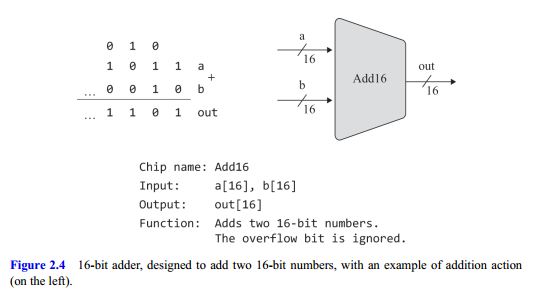 0 1 0
1 0 1 1 a
+
... 0 0 1 0 b
... 1 1 0 1 out
a
16
b
16
Add16
out
16
Chip name: Add16
Input: a[16], b[16]
Output: out[16]
Function: Adds two 16-bit numbers.
The overflow bit is ignored.
Figure 2.4 16-bit adder, designed to add two 16-bit numbers, with an example of addition action
(on the left).